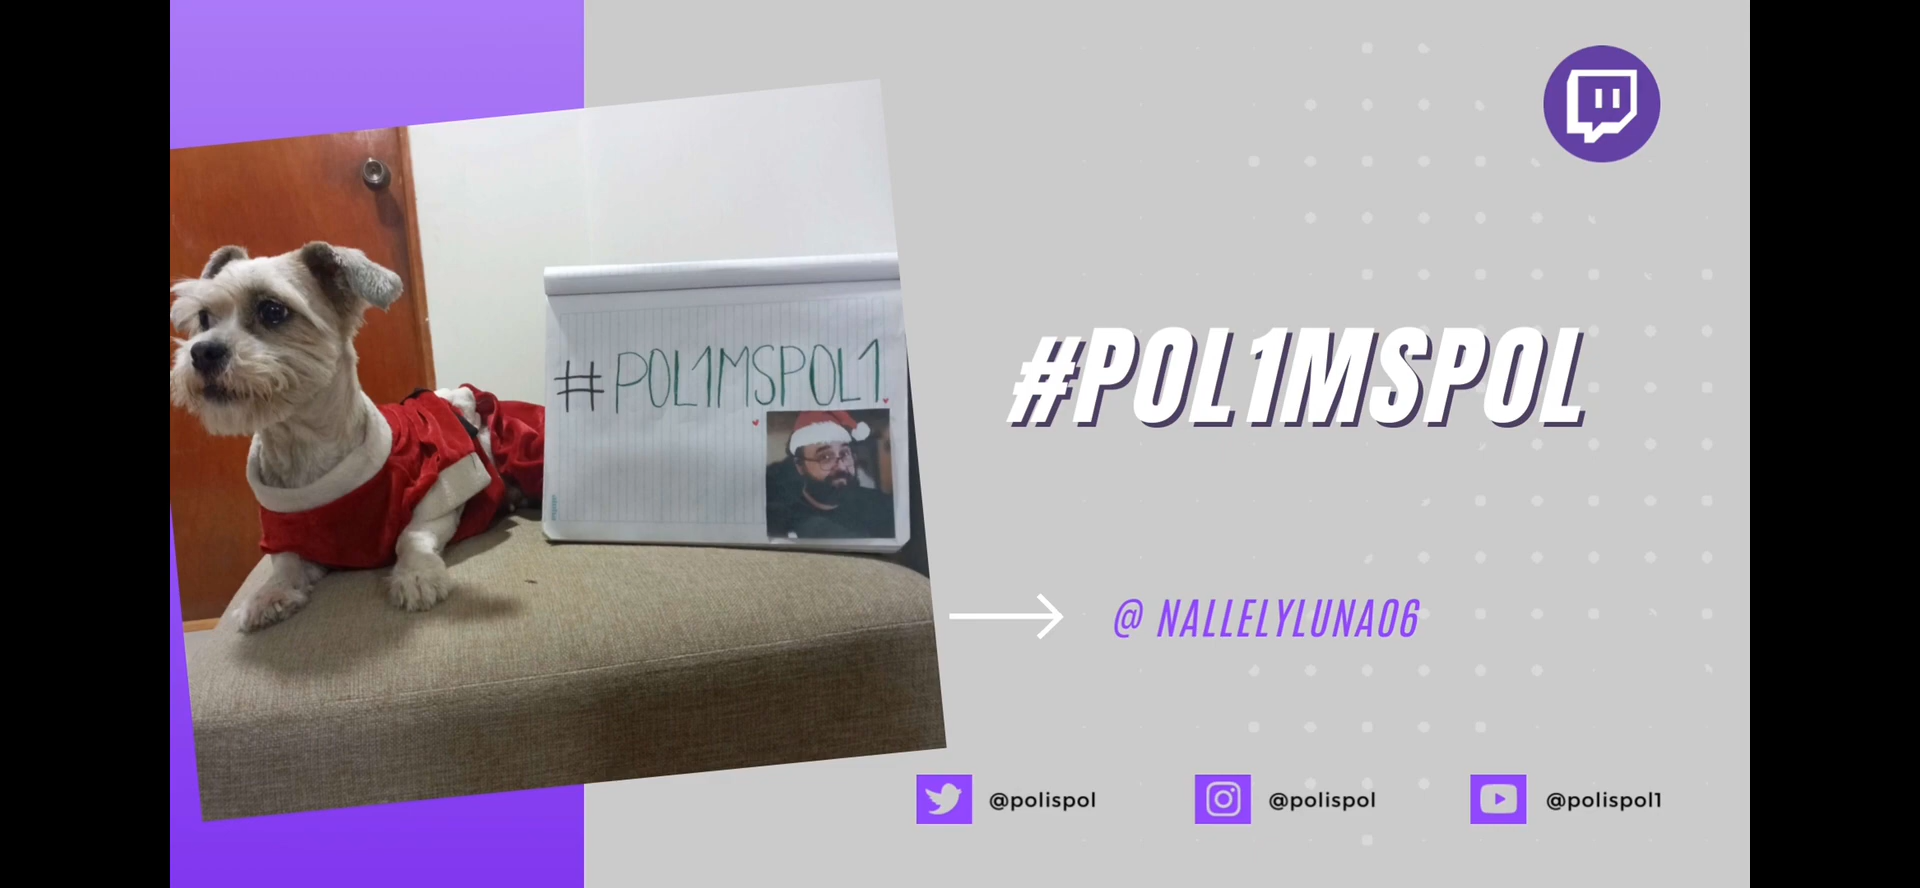 #POL1MSPOL1
#POL1MSPOL
@ NALLELYLUNA06
@polispol
@polispol
@polispol1